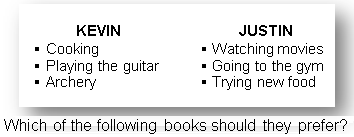 KEVIN JUSTIN
▪ Cooking ▪ Watching movies
▪ Playing the guitar ▪ Going to the gym
▪ Archery ▪ Trying new food
Which of the following books should they prefer?